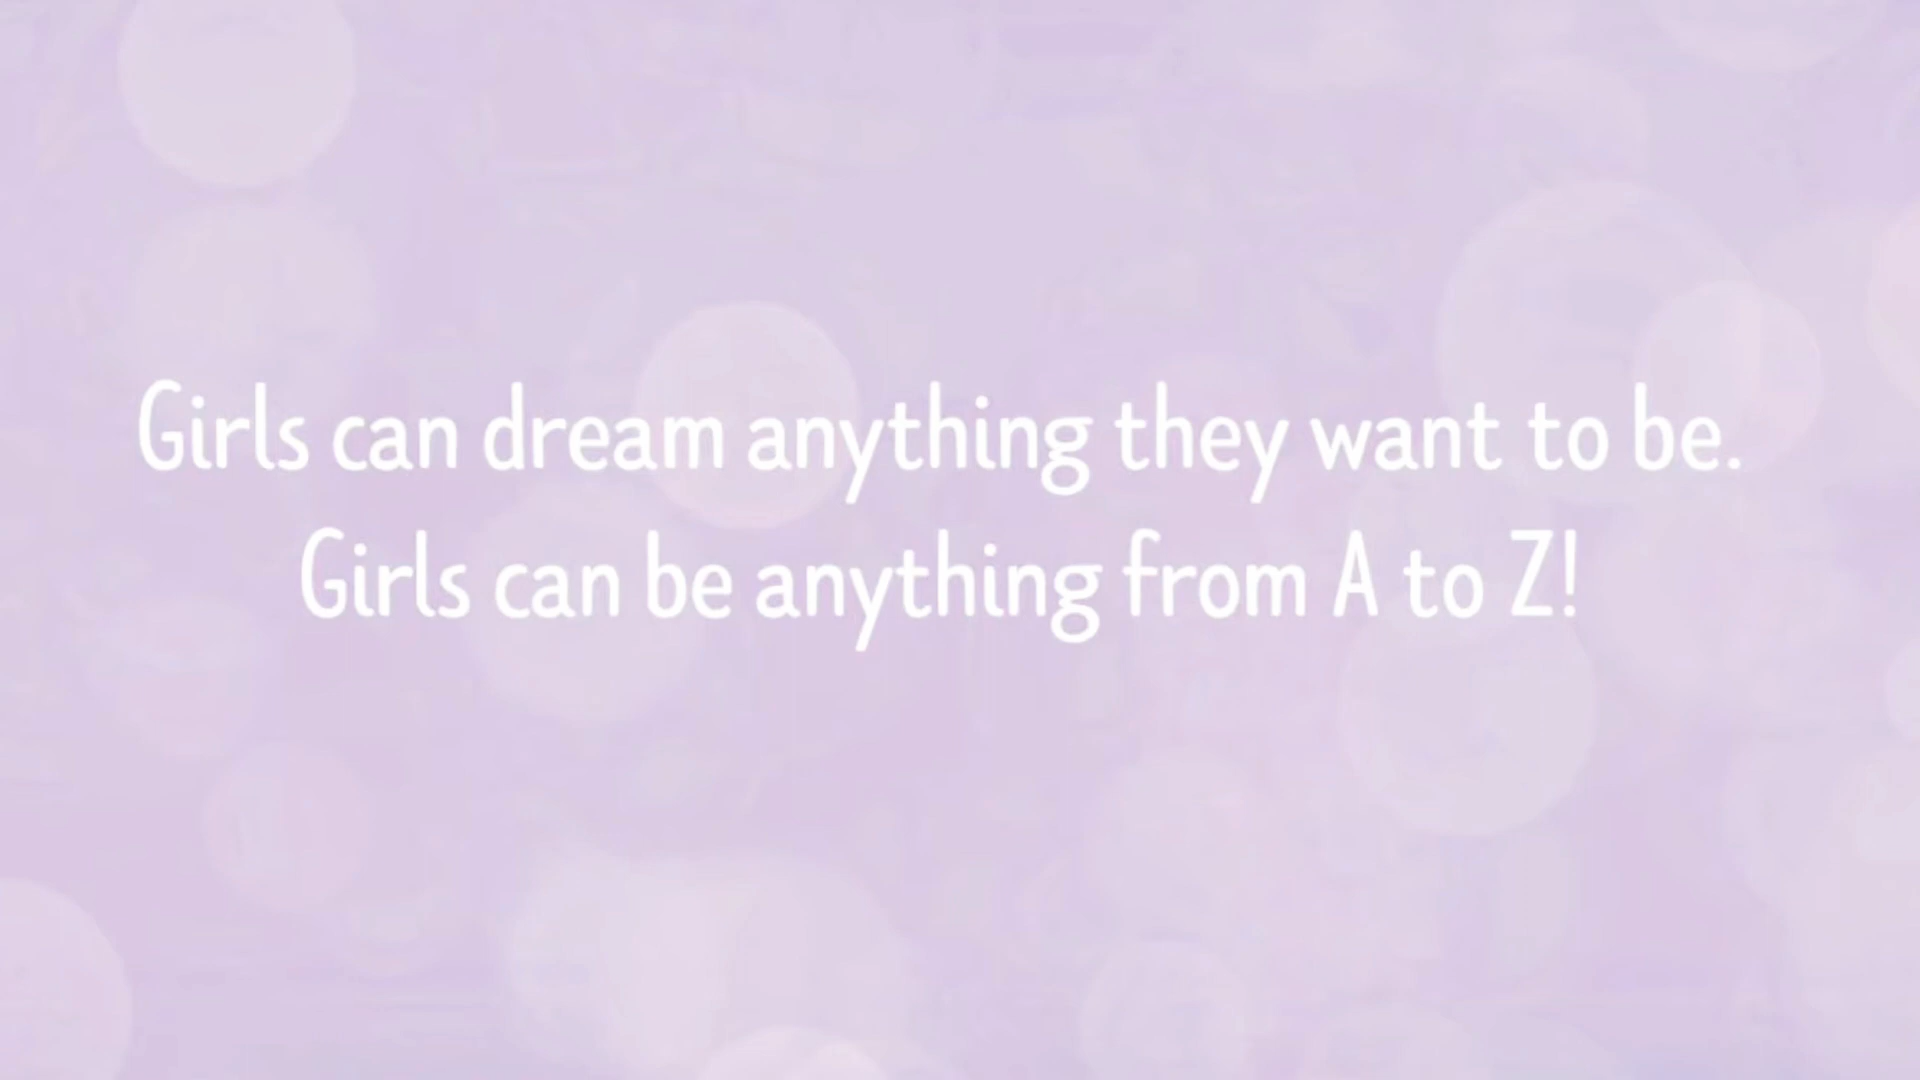 Girls can dream anything they want to be.
Girls can be anything from A to Z!